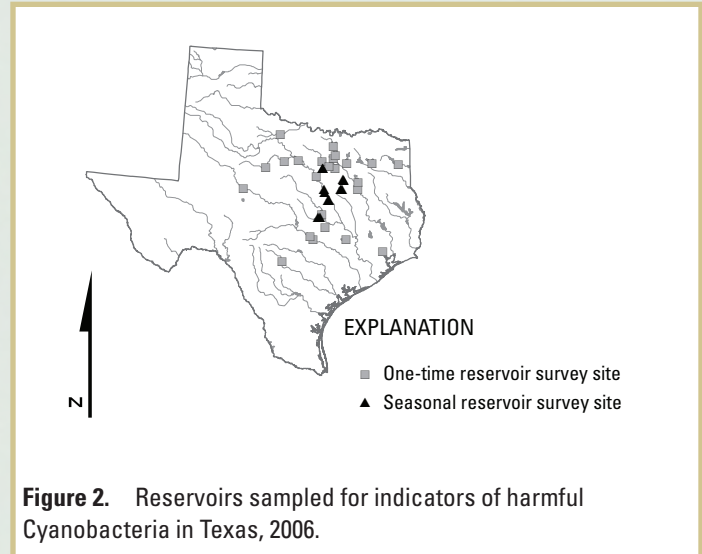 EXPLANATION
One-time reservoir survey site
Seasonal reservoir survey site
N
Figure 2. Reservoirs sampled for indicators of harmful
Cyanobacteria in Texas, 2006.